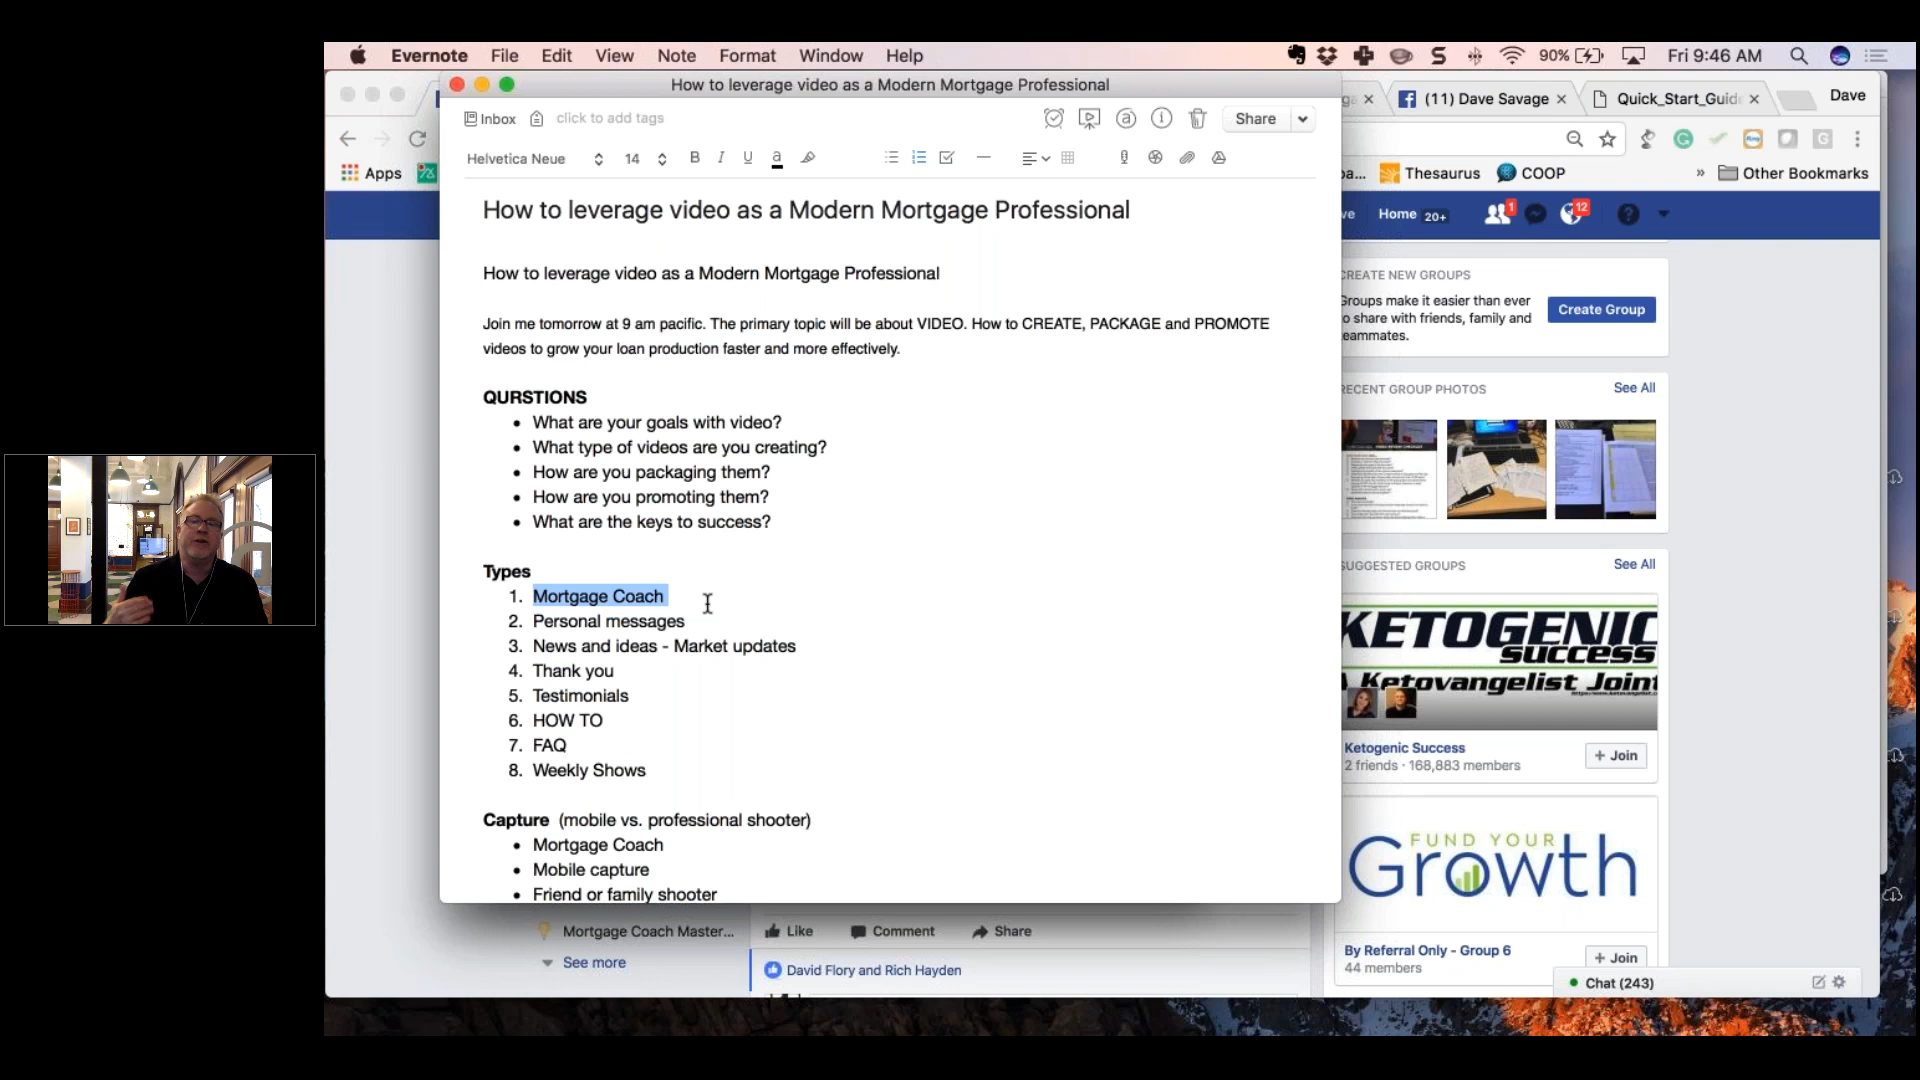 Evernote File Edit View Note Format Window Help
90% Fri 9:46 AM
How to leverage video as a Modern Mortgage Professional
(11) Dave Savage
Quick_Start_Guid
Dave
Inbox click to add tags
Share
Helvetica Neue 14 B I U a
Apps
Thesaurus
COOP
» Other Bookmarks
Home 20+
1
12
How to leverage video as a Modern Mortgage Professional
How to leverage video as a Modern Mortgage Professional
Join me tomorrow at 9 am pacific. The primary topic will be about VIDEO. How to CREATE, PACKAGE and PROMOTE
videos to grow your loan production faster and more effectively.
QURSTIONS
• What are your goals with video?
• What type of videos are you creating?
• How are you packaging them?
• How are you promoting them?
• What are the keys to success?
Types
1. Mortgage Coach
2. Personal messages
3. News and ideas - Market updates
4. Thank you
5. Testimonials
6. HOW TO
7. FAQ
8. Weekly Shows
Capture (mobile vs. professional shooter)
• Mortgage Coach
• Mobile capture
• Friend or family shooter
Mortgage Coach Master...
See more
Like Comment Share
David Flory and Rich Hayden
CREATE NEW GROUPS
Groups make it easier than ever
to share with friends, family and
teammates.
Create Group
RECENT GROUP PHOTOS
See All
SUGGESTED GROUPS
See All
KETOGENIC
SUCCESS
A Ketovangelist Joint
Ketogenic Success
2 friends · 168,883 members
+ Join
FUND YOUR
Growth
By Referral Only - Group 6
44 members
+ Join
Chat (243)